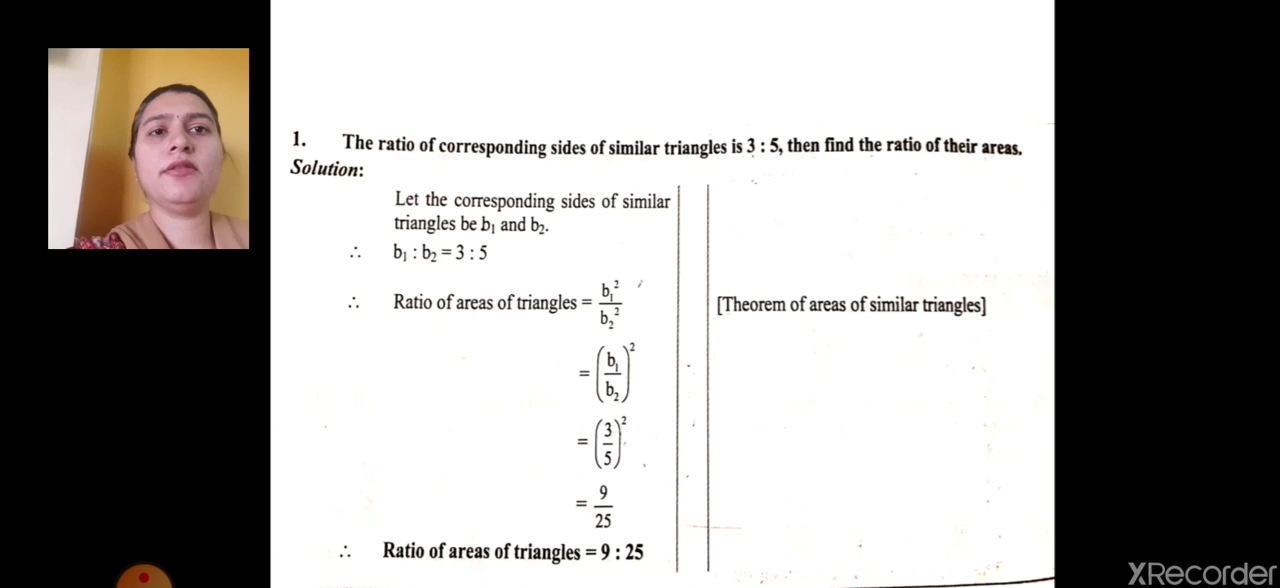 1. The ratio of corresponding sides of similar triangles is 3 : 5, then find the ratio of their areas.
Solution:
Let the corresponding sides of similar
triangles be b₁ and b₂.
∴ b₁ : b₂ = 3 : 5
∴ Ratio of areas of triangles = b₁²/b₂² [Theorem of areas of similar triangles]
= (b₁/b₂)²
= (3/5)²
= 9/25
∴ Ratio of areas of triangles = 9 : 25
XRecorder